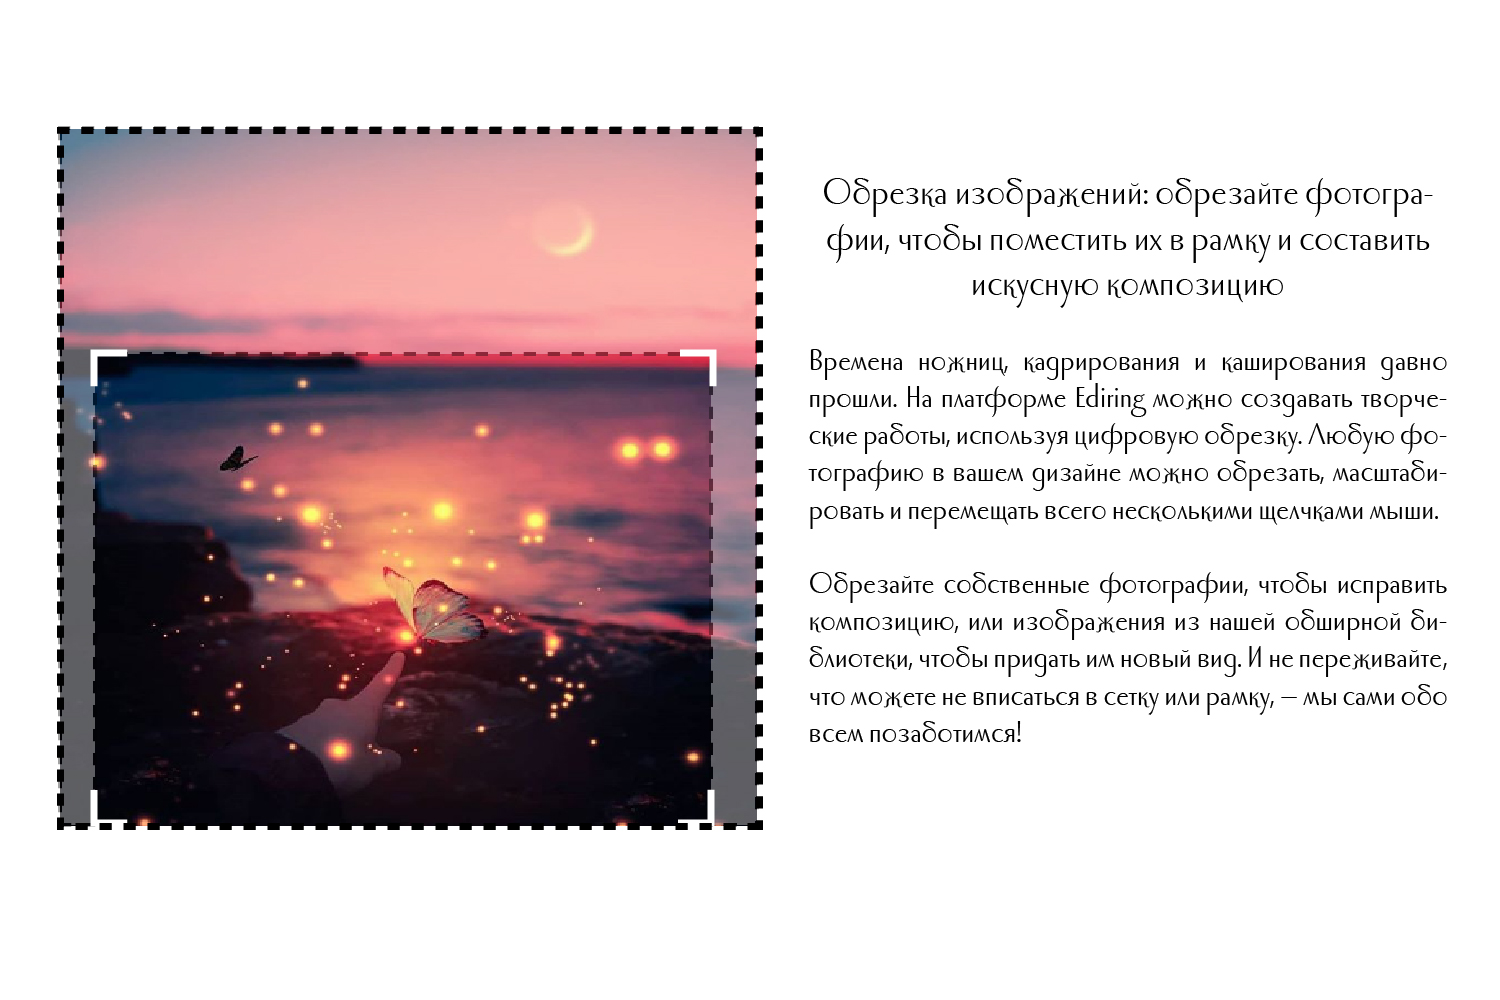 Обрезка изображений: обрезайте фотогра-
фии, чтобы поместить их в рамку и составить
искусную композицию
Времена ножниц, кадрирования и каширования давно
прошли. На платформе Ediring можно создавать творче-
ские работы, используя цифровую обрезку. Любую фо-
тографию в вашем дизайне можно обрезать, масштаби-
ровать и перемещать всего несколькими щелчками мыши.
Обрезайте собственные фотографии, чтобы исправить
композицию, или изображения из нашей обширной би-
блиотеки, чтобы придать им новый вид. И не переживайте,
что можете не вписаться в сетку или рамку, — мы сами обо
всем позаботимся!